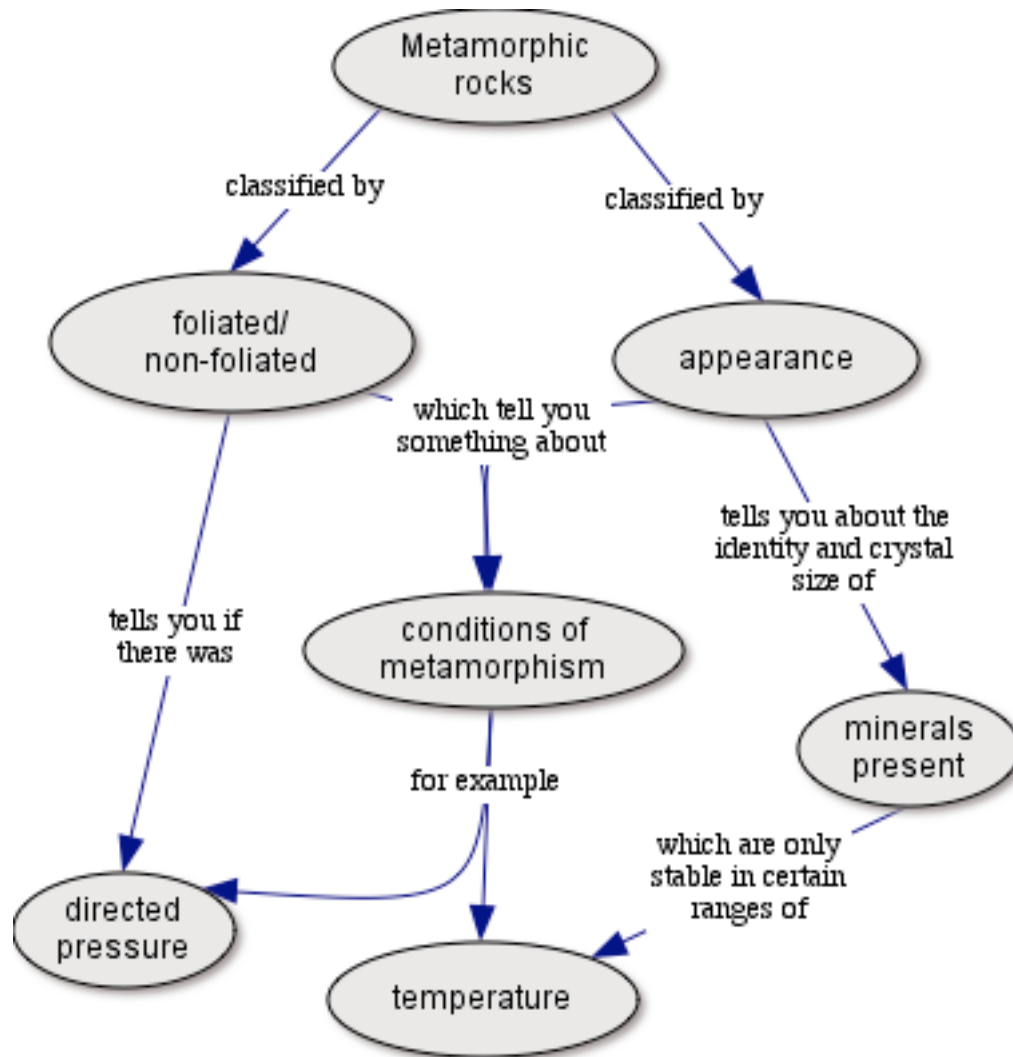 Metamorphic
rocks
classified by
classified by
foliated/
non-foliated
appearance
which tell you
something about
tells you about the
identity and crystal
size of
tells you if
there was
conditions of
metamorphism
minerals
present
for example
which are only
stable in certain
ranges of
directed
pressure
temperature